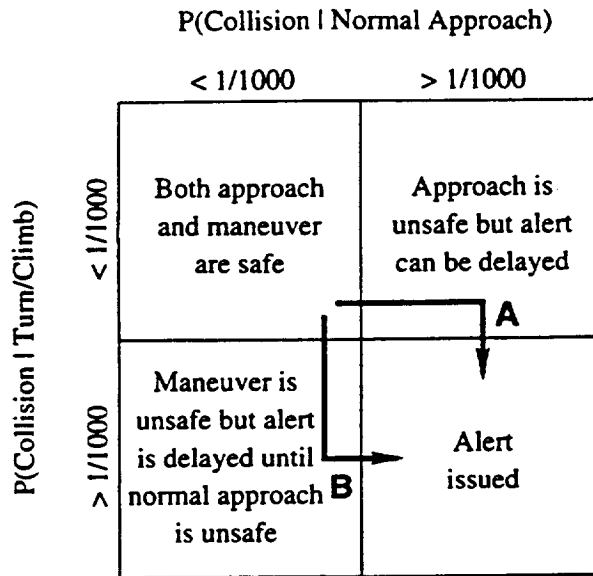 P(Collision | Normal Approach)
< 1/1000
> 1/1000
P(Collision | Turn/Climb)
< 1/1000
> 1/1000
Both approach
and maneuver
are safe
Approach is
unsafe but alert
can be delayed
A
Maneuver is
unsafe but alert
is delayed until
normal approach
is unsafe
B
Alert
issued